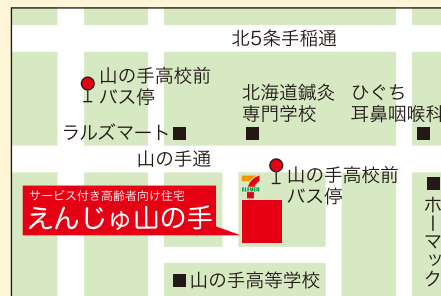 北5条手稲通
山の手高校前
バス停
北海道鍼灸
専門学校
ひぐち
耳鼻咽喉科
ラルズマート
山の手通
7
ELEVEN
山の手高校前
バス停
サービス付き高齢者向け住宅
えんじゅ山の手
ホーマック
山の手高等学校